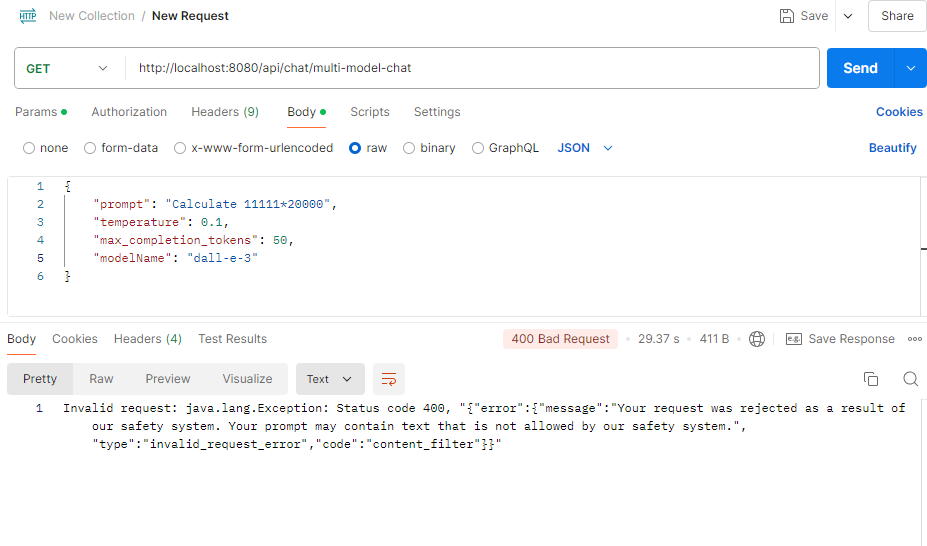 HTTP New Collection / New Request Save Share
GET http://localhost:8080/api/chat/multi-model-chat Send
Params Authorization Headers (9) Body Scripts Settings Cookies
none form-data x-www-form-urlencoded raw binary GraphQL JSON Beautify
1 {
2 "prompt": "Calculate 11111*20000",
3 "temperature": 0.1,
4 "max_completion_tokens": 50,
5 "modelName": "dall-e-3"
6 }
Body Cookies Headers (4) Test Results 400 Bad Request 29.37 s 411 B e.g. Save Response
Pretty Raw Preview Visualize Text
1 Invalid request: java.lang.Exception: Status code 400, "{"error":{"message":"Your request was rejected as a result of
our safety system. Your prompt may contain text that is not allowed by our safety system.",
"type":"invalid_request_error","code":"content_filter"}}"